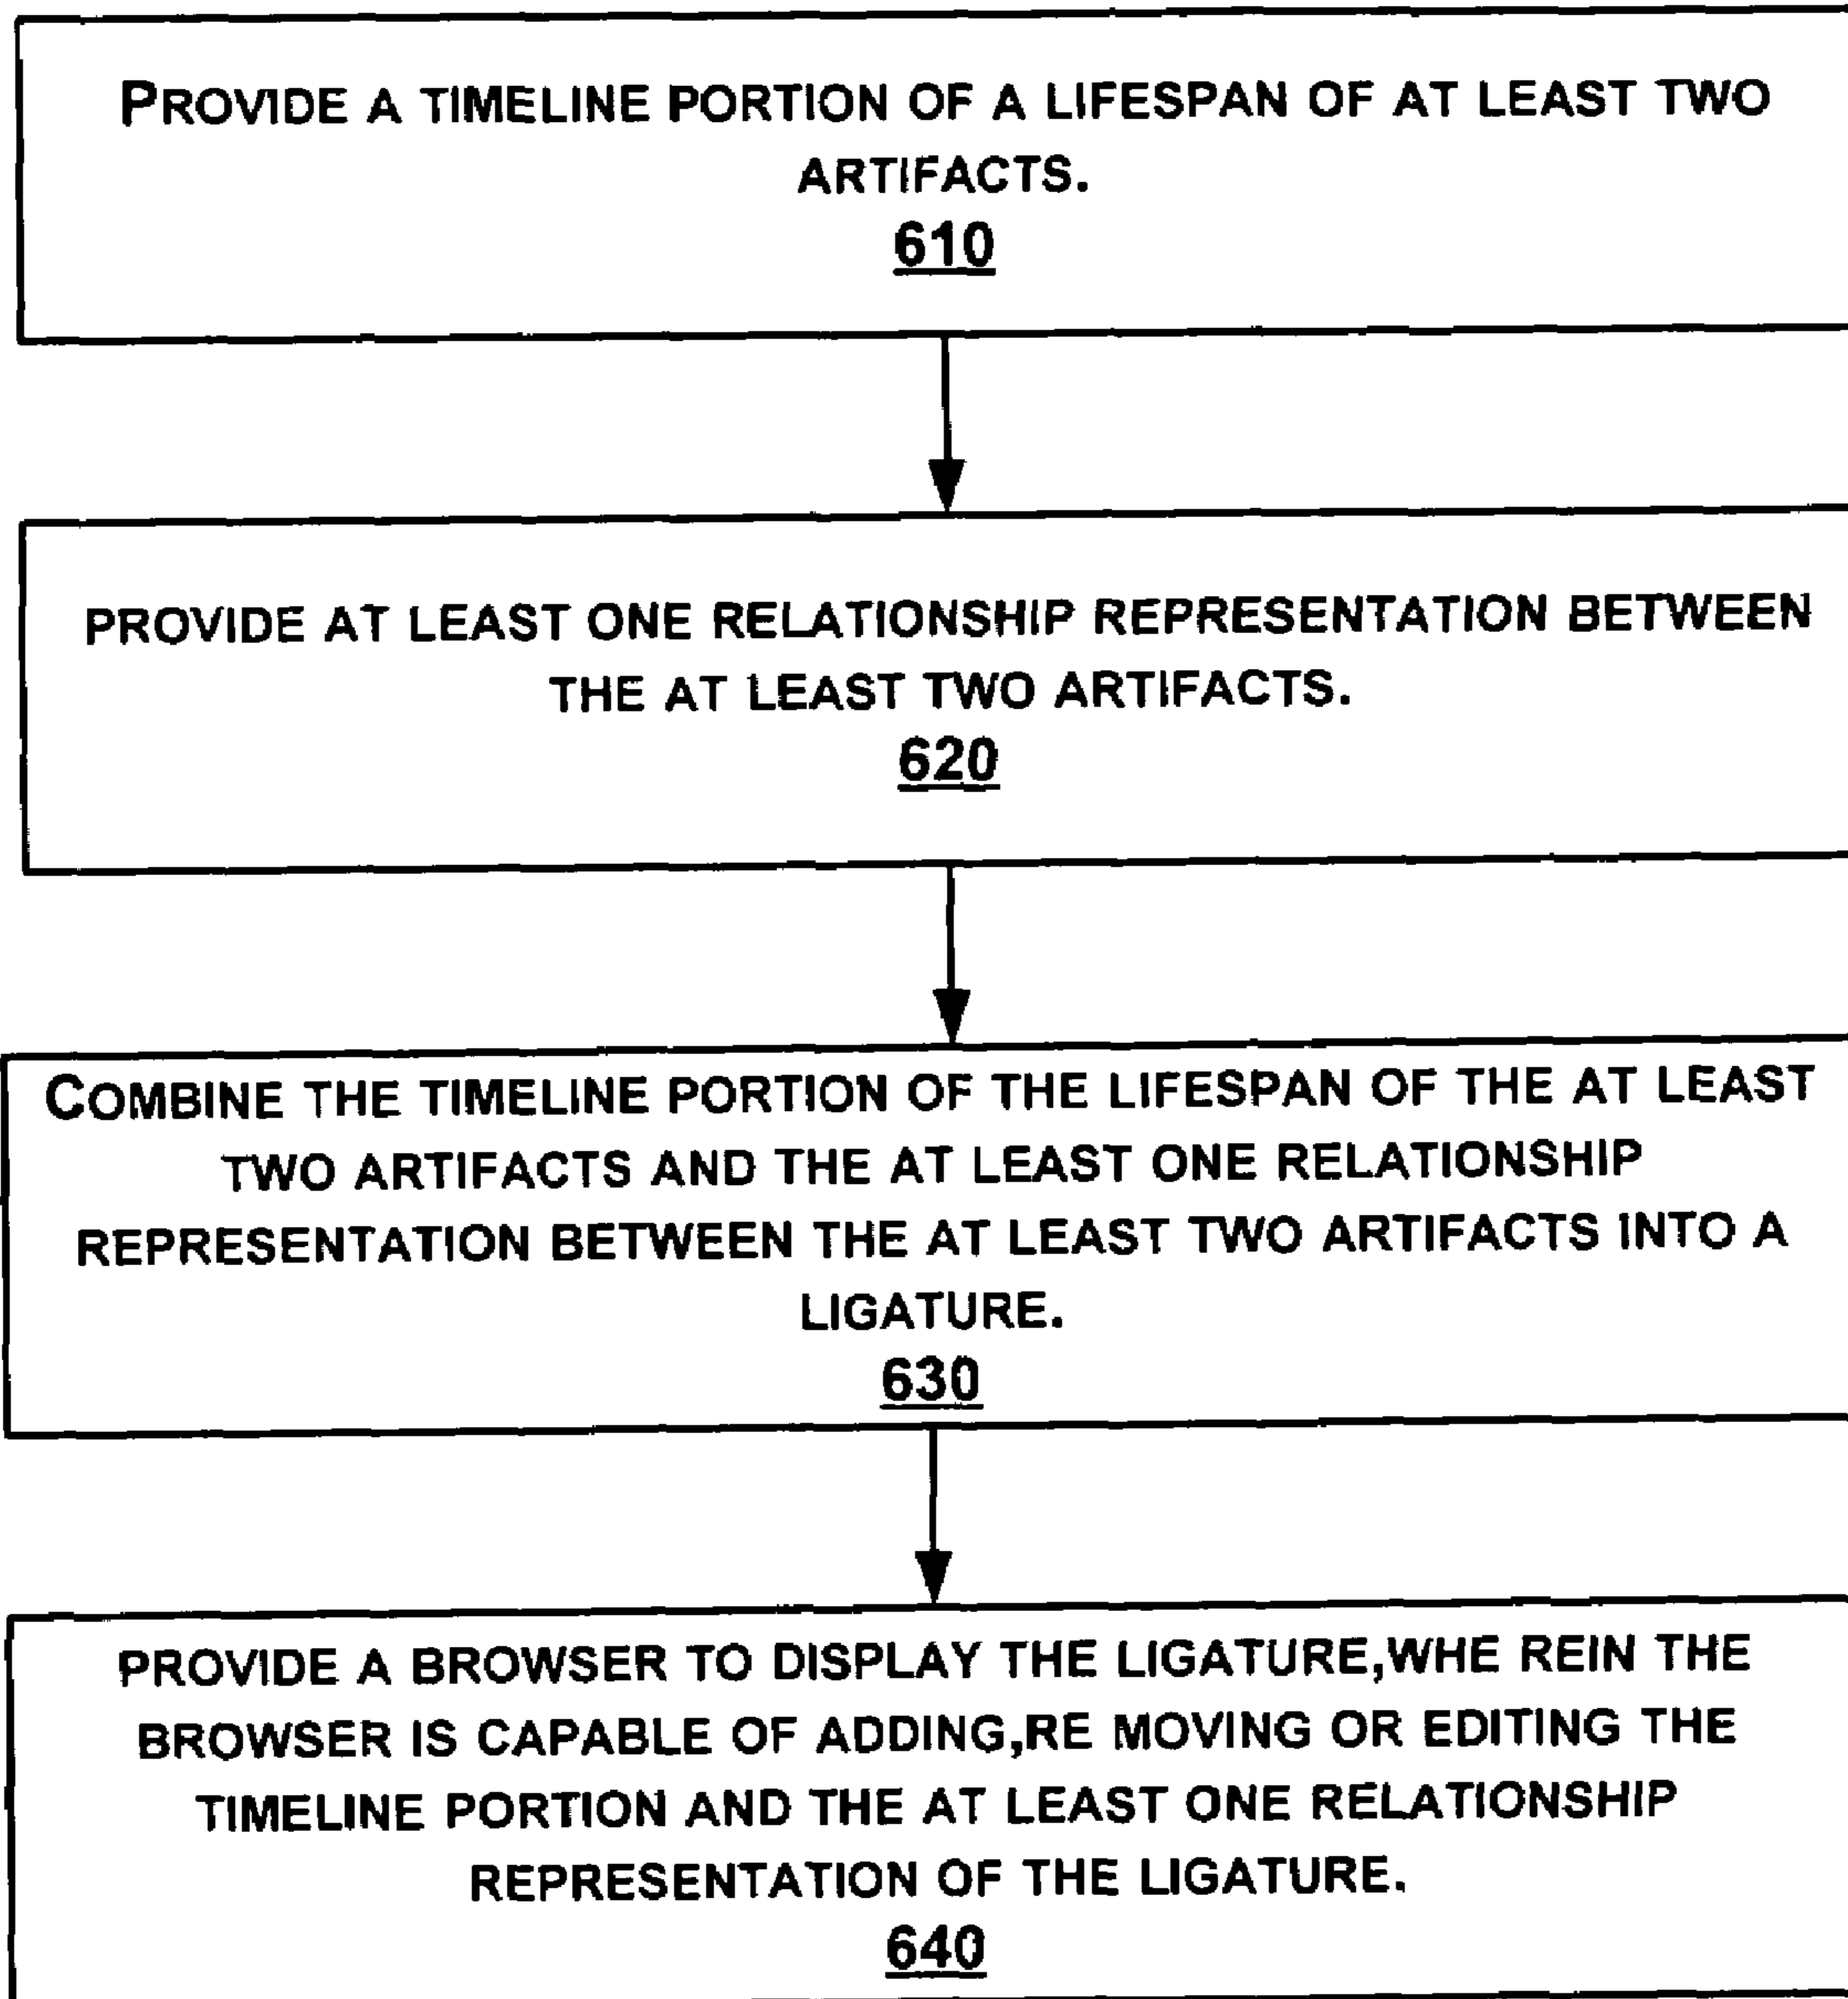 PROVIDE A TIMELINE PORTION OF A LIFESPAN OF AT LEAST TWO
ARTIFACTS.
610
PROVIDE AT LEAST ONE RELATIONSHIP REPRESENTATION BETWEEN
THE AT LEAST TWO ARTIFACTS.
620
COMBINE THE TIMELINE PORTION OF THE LIFESPAN OF THE AT LEAST
TWO ARTIFACTS AND THE AT LEAST ONE RELATIONSHIP
REPRESENTATION BETWEEN THE AT LEAST TWO ARTIFACTS INTO A
LIGATURE.
630
PROVIDE A BROWSER TO DISPLAY THE LIGATURE,WHE REIN THE
BROWSER IS CAPABLE OF ADDING,RE MOVING OR EDITING THE
TIMELINE PORTION AND THE AT LEAST ONE RELATIONSHIP
REPRESENTATION OF THE LIGATURE.
640